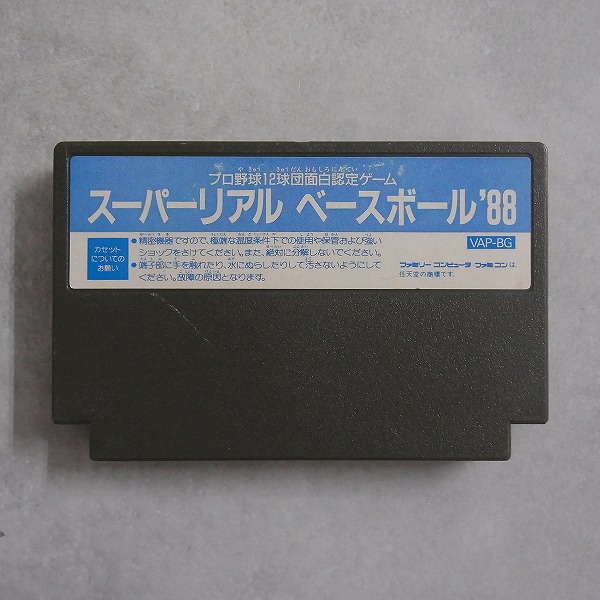 プロ野球12球団面白認定ゲーム
スーパーリアル ベースボール '88
カセット
についての
お願い
●精密機器ですので、極端な温度条件下での使用や保管および強い
ショックをさけてください。また、絶対に分解しないでください。
●端子部に手を触れたり、水にぬらしたりして汚さないようにして
ください。故障の原因となります。
VAP-BG
ファミリーコンピュータ・ファミコンは、
任天堂の商標です。